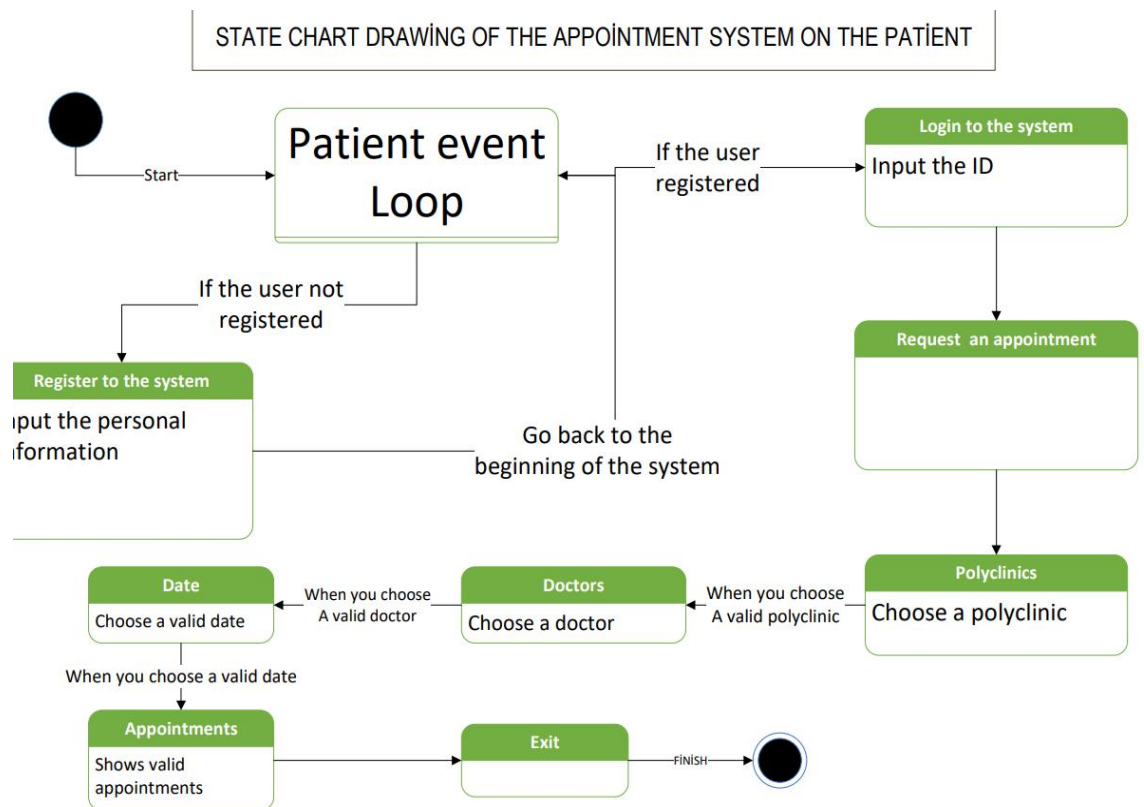 STATE CHART DRAWİNG OF THE APPOİNTMENT SYSTEM ON THE PATİENT
Start
Patient event
Loop
If the user
registered
Login to the system
Input the ID
If the user not
registered
Request  an appointment
Register to the system
nput the personal
nformation
Go back to the
beginning of the system
Polyclinics
Choose a polyclinic
When you choose
A valid polyclinic
Doctors
Choose a doctor
When you choose
A valid doctor
Date
Choose a valid date
When you choose a valid date
Appointments
Shows valid
appointments
Exit
FİNİSH